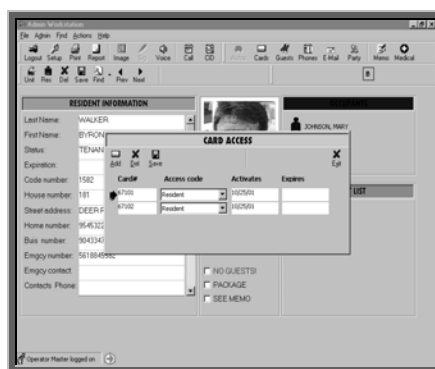 Admin Workstation
File Admin Find Actions Help
Logout Setup Print Report Image Sig Voice Call CID Cards Guests Phones E-Mail Party Memo Medical
Unit Res Del Save Find Prev Next
RESIDENT INFORMATION
Last Name: WALKER
First Name: BYRON
Status: TENAN
Expiration:
Code number: 1582
House number: 181
Street address: DEER R
Home number: 9545322
Buis number: 9043347
Emgcy number: 5618845582
Emgcy contact:
Contacts Phone:
JOHNSON, MARY
LIST
CARD ACCESS
Add Del Save Exit
Card# Access code Activates Expires
67101 Resident 10/25/01
67102 Resident 10/25/01
NO GUESTS!
PACKAGE
SEE MEMO
Operator Master logged on